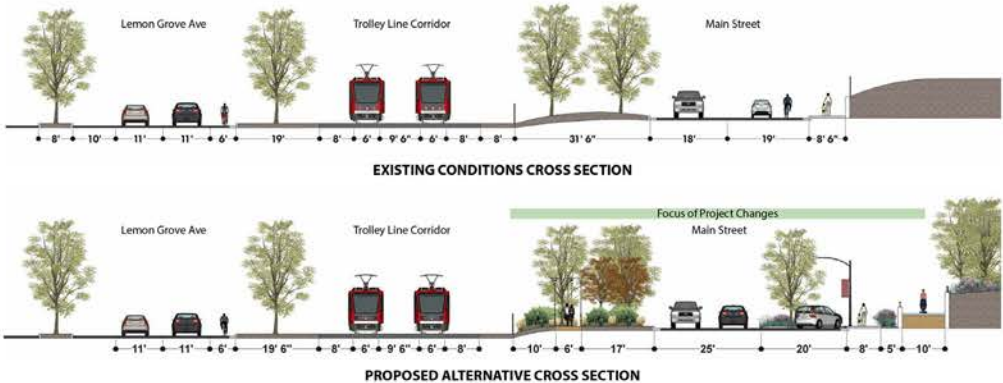 Lemon Grove Ave Trolley Line Corridor Main Street
8' 10' 11' 11' 6' 19' 8' 6' 9' 6" 6' 8' 8' 31' 6" 18' 19' 8' 6"
EXISTING CONDITIONS CROSS SECTION
Focus of Project Changes
Lemon Grove Ave Trolley Line Corridor Main Street
11' 11' 6' 19' 6" 8' 6' 9' 6" 6' 8' 10' 6' 17' 25' 20' 8' 5' 10'
PROPOSED ALTERNATIVE CROSS SECTION